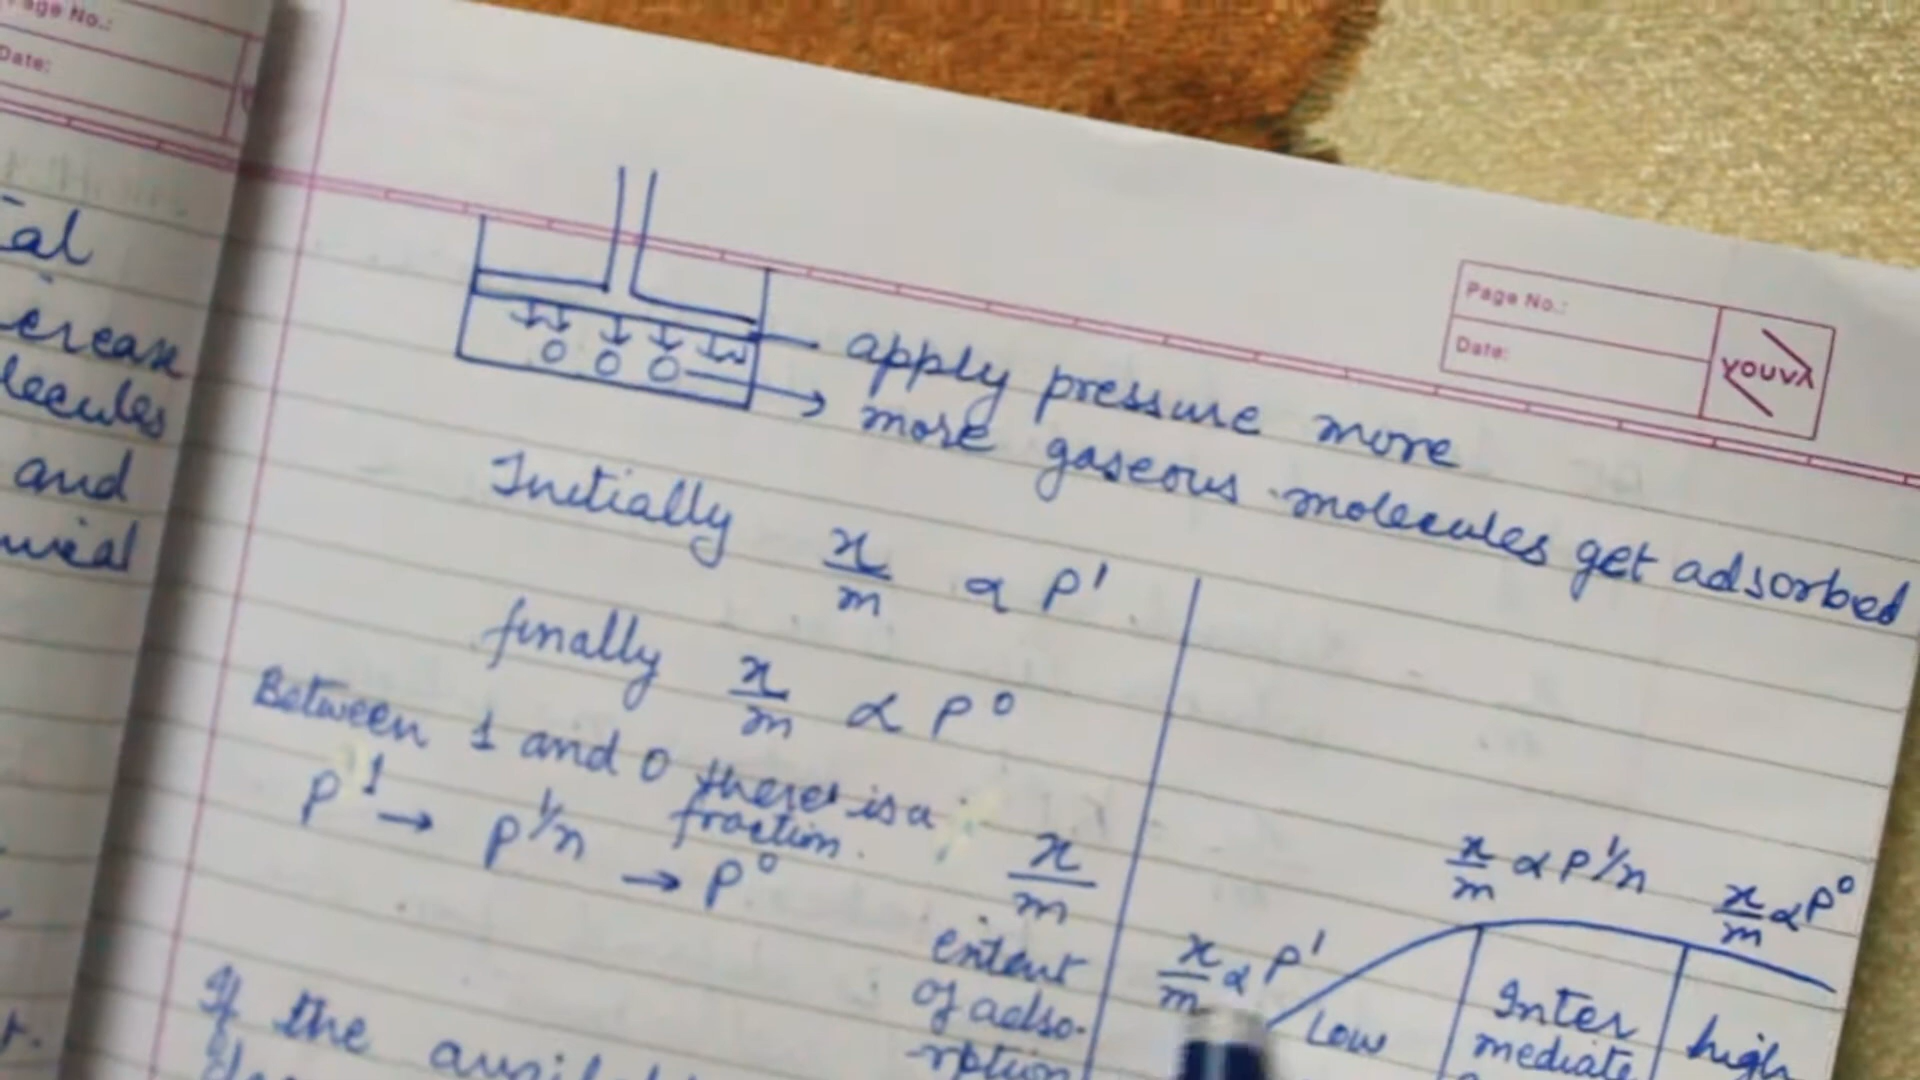 Page No.:
Date:
tal
crease
lecules
and
Page No.:
Date:
YOUVA
apply pressure more
more gaseous molecules get adsorbed
Initially x/m α P¹
finally x/m α P⁰
Between 1 and 0 there is a fraction.
P¹ → P^1/n → P⁰
x/m
extent
of adso-
-rption
x/m α P¹
x/m α P^1/n
x/m α P⁰
Low
Inter
mediate
high
If the